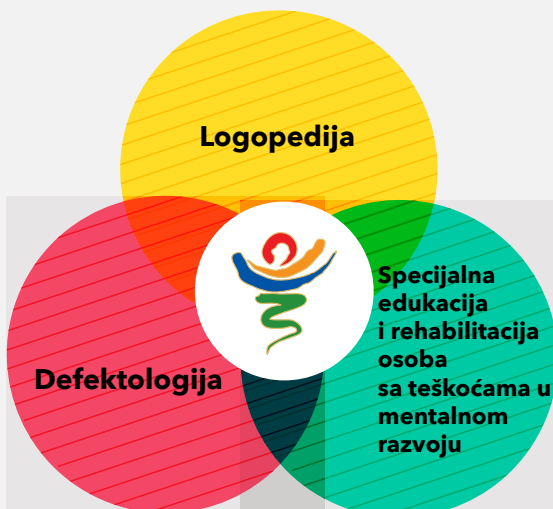 Logopedija
Defektologija
Specijalna
edukacija
i rehabilitacija
osoba
sa teškoćama u
mentalnom
razvoju